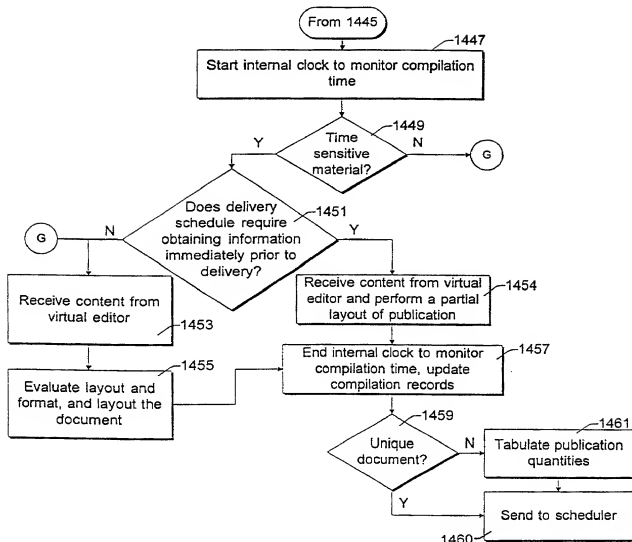 From 1445
1447
Start internal clock to monitor compilation
time
1449
Time
sensitive
material?
Y
N
G
1451
Does delivery
schedule require
obtaining information
immediately prior to
delivery?
G
N
Y
1454
Receive content from virtual
editor and perform a partial
layout of publication
Receive content from
virtual editor
1453
1457
End internal clock to monitor
compilation time, update
compilation records
1455
Evaluate layout and
format, and layout the
document
1459
Unique
document?
N
Y
1461
Tabulate publication
quantities
Send to scheduler
1460